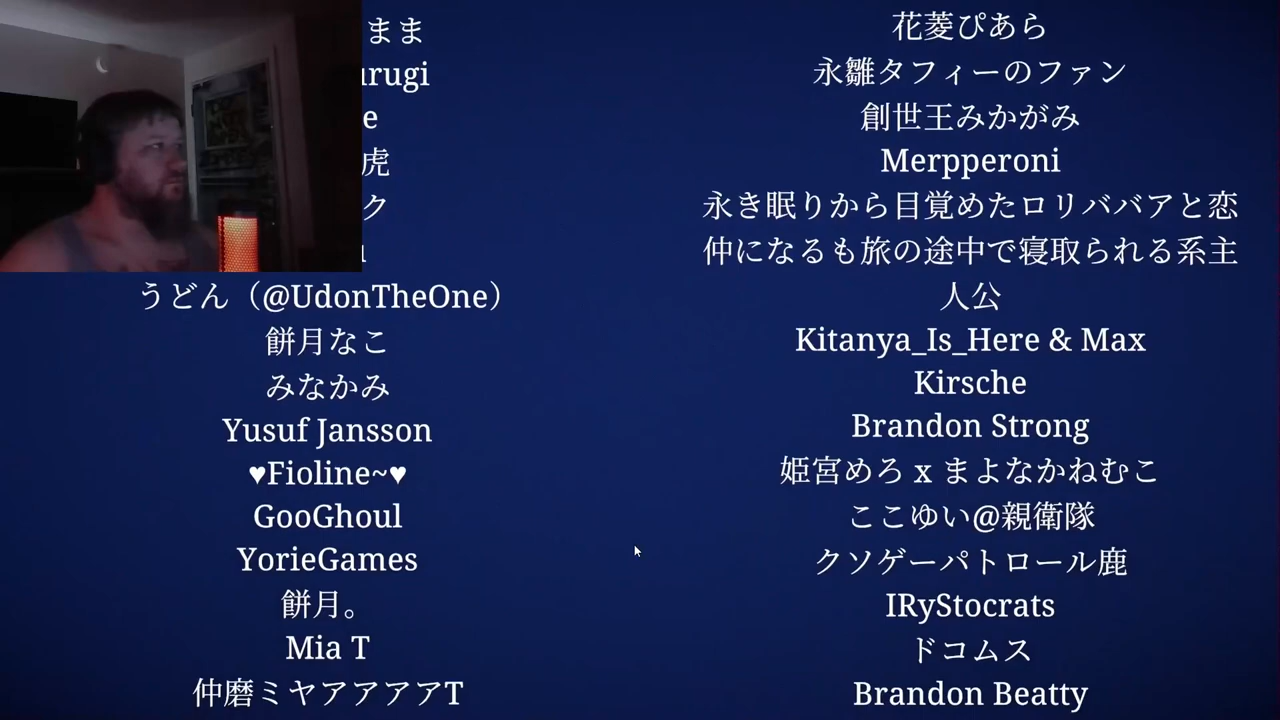 まま
urugi
e
虎
ク
うどん（@UdonTheOne）
餅月なこ
みなかみ
Yusuf Jansson
♥Fioline~♥
GooGhoul
YorieGames
餅月。
Mia T
仲磨ミヤアアアアT
花菱ぴあら
永雛タフィーのファン
創世王みかがみ
Merpperoni
永き眠りから目覚めたロリババアと恋
仲になるも旅の途中で寝取られる系主
人公
Kitanya_Is_Here & Max
Kirsche
Brandon Strong
姫宮めろ x まよなかねむこ
ここゆい@親衛隊
クソゲーパトロール鹿
IRyStocrats
ドコムス
Brandon Beatty